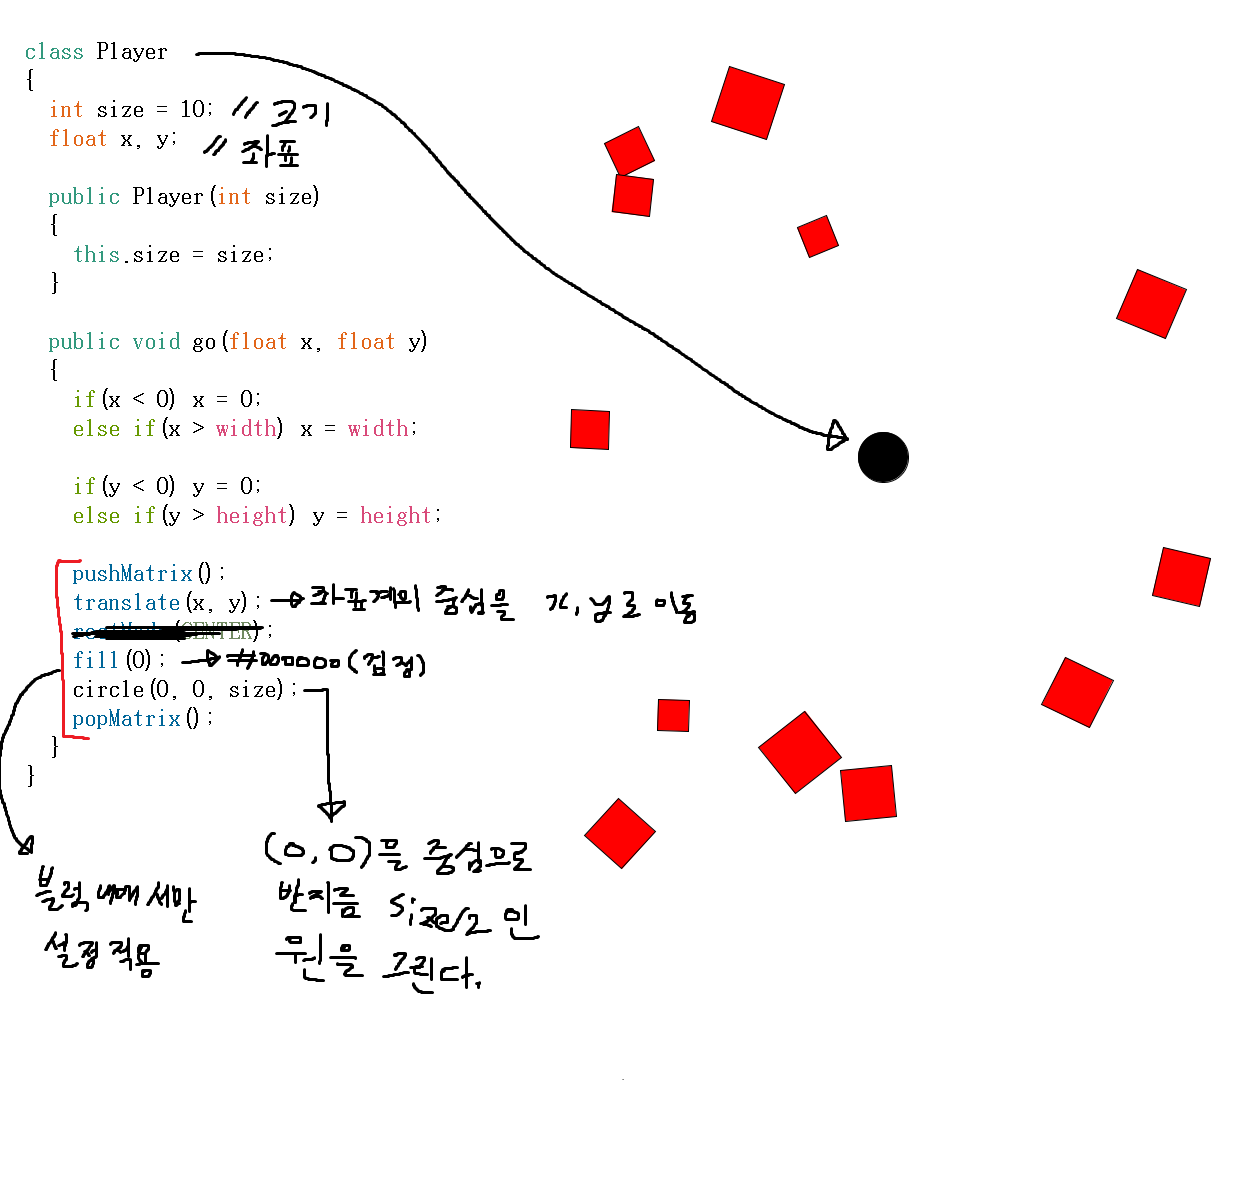 class Player
{
int size = 10; // 크기
float x, y; // 좌표
public Player(int size)
{
this.size = size;
}
public void go(float x, float y)
{
if(x < 0) x = 0;
else if(x > width) x = width;
if(y < 0) y = 0;
else if(y > height) y = height;
pushMatrix();
translate(x, y); 좌표계의 중심을 x, y로 이동
(CENTER);
fill(0); #000000(검정)
circle(0, 0, size);
popMatrix();
}
}
(0,0)를 중심으로
반지름 size/2 인
원을 그린다.
블럭 내에서만
설정 적용